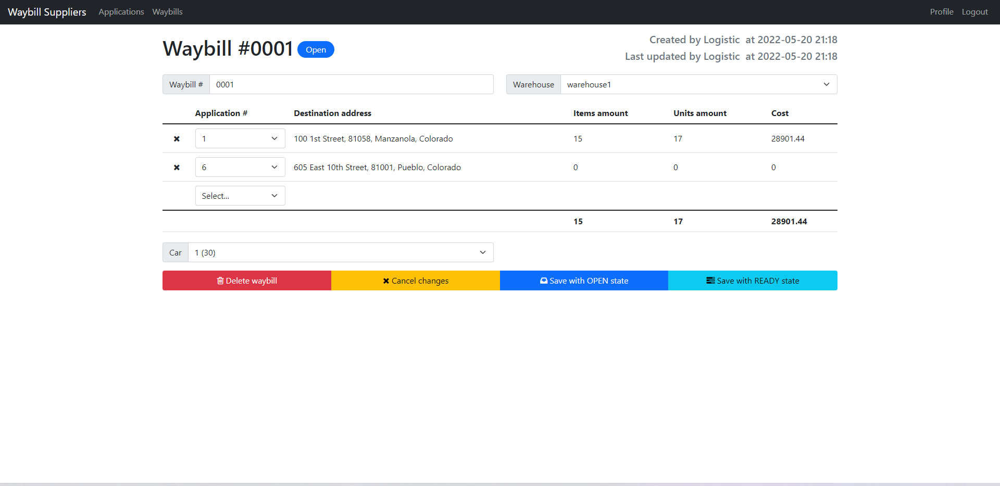 Waybill Suppliers Applications Waybills Profile Logout
Waybill #0001 Open
Created by Logistic at 2022-05-20 21:18
Last updated by Logistic at 2022-05-20 21:18
Waybill # 0001 Warehouse warehouse1
Application # Destination address Items amount Units amount Cost
1 100 1st Street, 81058, Manzanola, Colorado 15 17 28901.44
6 605 East 10th Street, 81001, Pueblo, Colorado 0 0 0
Select...
15 17 28901.44
Car 1 (30)
Delete waybill Cancel changes Save with OPEN state Save with READY state